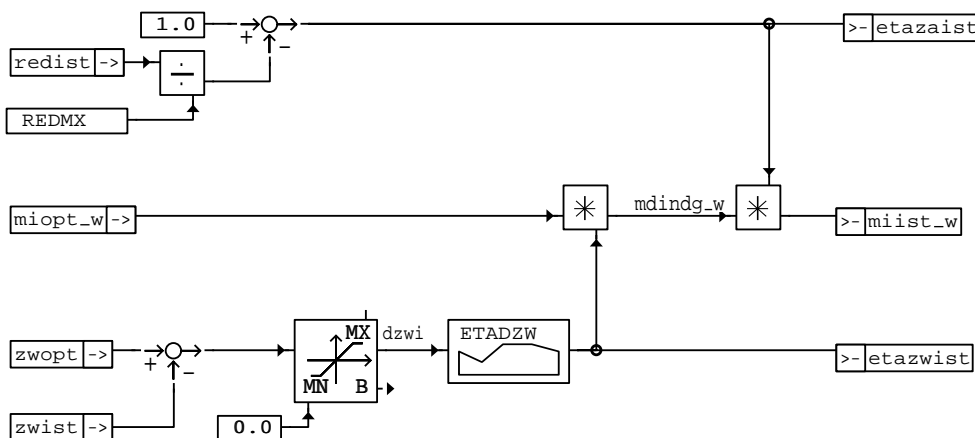 1.0
+
−
>- etazaist
redist ->
÷
REDMX
miopt_w ->
mdindg_w
>- miist_w
MX
dzwi
ETADZW
zwopt ->
+
−
MN
B
>- etazwist
zwist ->
0.0